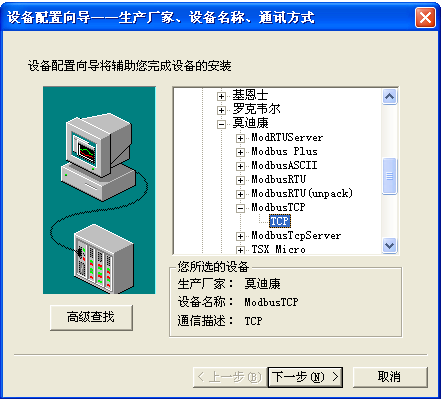 设备配置向导——生产厂家、设备名称、通讯方式
设备配置向导将辅助您完成设备的安装
基恩士
罗克韦尔
莫迪康
ModRTUServer
Modbus Plus
ModbusASCII
ModbusRTU
ModbusRTU(unpack)
ModbusTCP
TCP
ModbusTcpServer
TSX Micro
您所选的设备
生产厂家： 莫迪康
设备名称： ModbusTCP
通信描述： TCP
高级查找
< 上一步(B) 下一步(N) > 取消